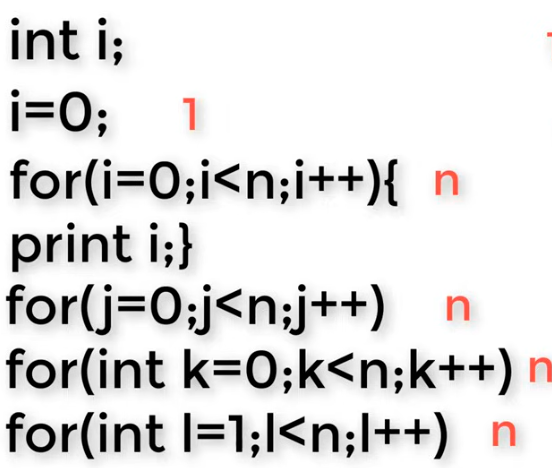 int i;
i=0; 1
for(i=0;i<n;i++){ n
print i;}
for(j=0;j<n;j++) n
for(int k=0;k<n;k++) n
for(int l=1;l<n;l++) n